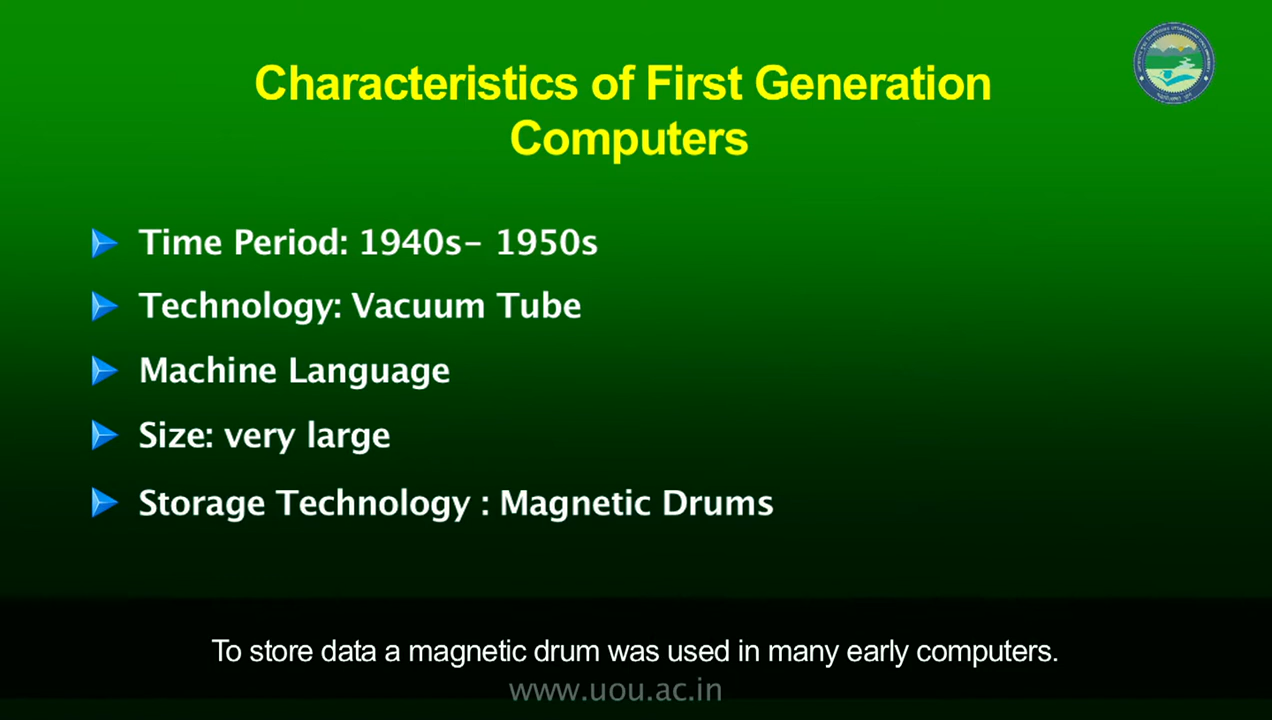 Characteristics of First Generation
Computers
Time Period: 1940s– 1950s
Technology: Vacuum Tube
Machine Language
Size: very large
Storage Technology : Magnetic Drums
To store data a magnetic drum was used in many early computers.
www.uou.ac.in